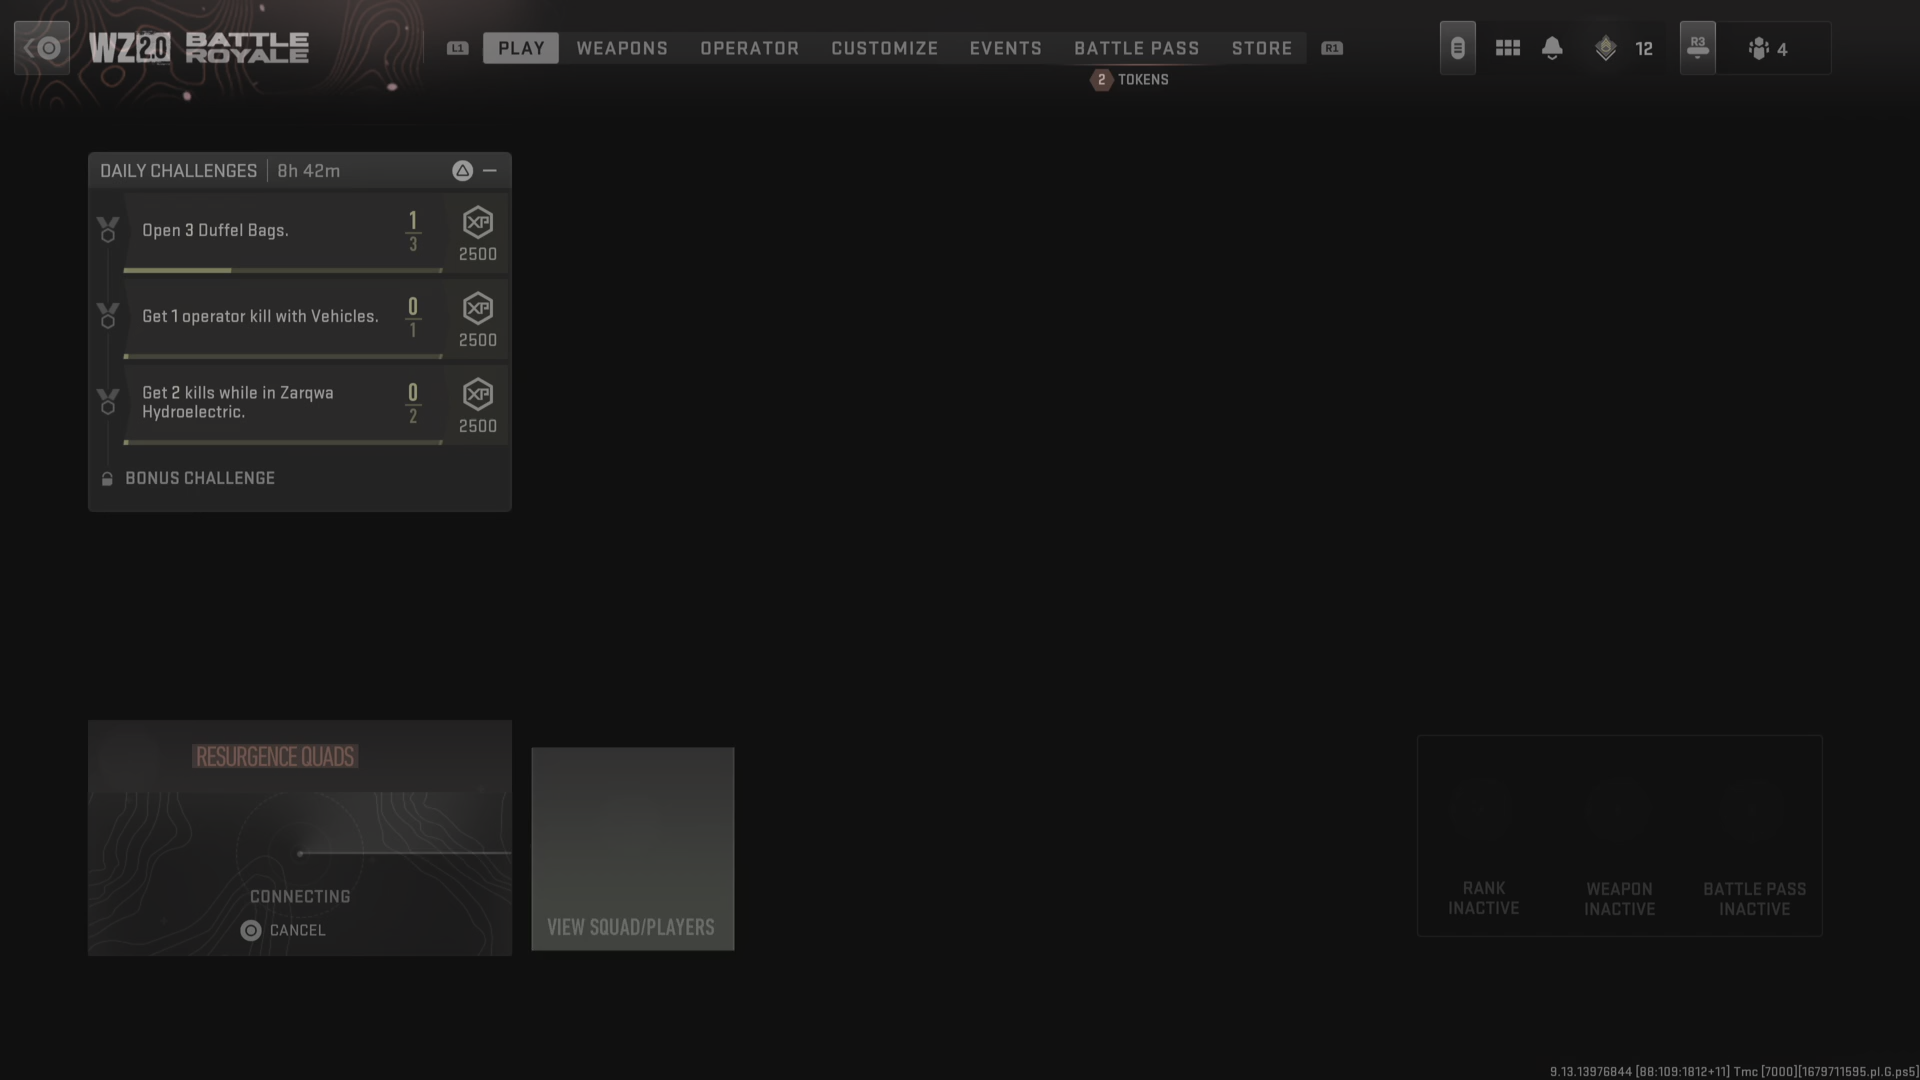 WZ2.0 BATTLE ROYALE
L1 PLAY WEAPONS OPERATOR CUSTOMIZE EVENTS BATTLE PASS STORE R1
2 TOKENS
12
R3
4
DAILY CHALLENGES 8h 42m
Open 3 Duffel Bags.
1
3
XP
2500
Get 1 operator kill with Vehicles.
0
1
XP
2500
Get 2 kills while in Zarqwa
Hydroelectric.
0
2
XP
2500
BONUS CHALLENGE
RESURGENCE QUADS
CONNECTING
CANCEL
VIEW SQUAD/PLAYERS
RANK
INACTIVE
WEAPON
INACTIVE
BATTLE PASS
INACTIVE
9.13.13976844 [88:109:1812+11] Tmc [7000][1679711595.pl.G.ps5]